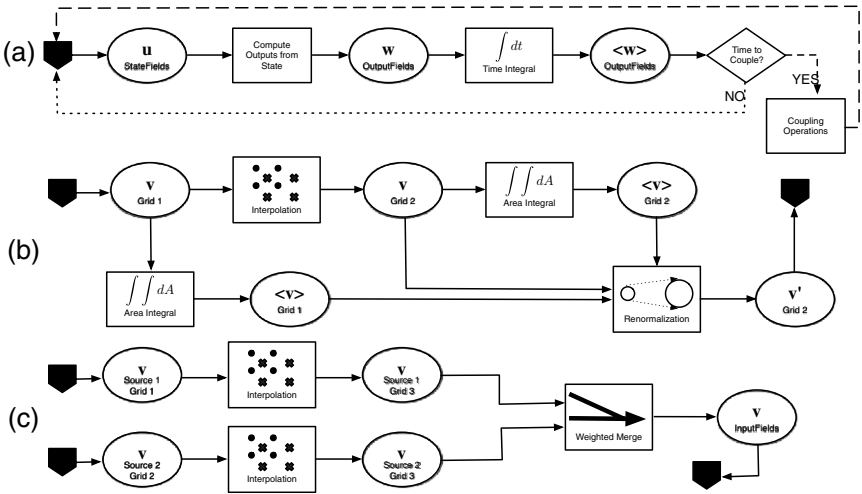 (a)
u
StateFields
Compute
Outputs from
State
w
OutputFields
∫ dt
Time Integral
<w>
OutputFields
Time to
Couple?
YES
NO
Coupling
Operations
(b)
v
Grid 1
Interpolation
v
Grid 2
∫ ∫ dA
Area Integral
<v>
Grid 2
∫ ∫ dA
Area Integral
<v>
Grid 1
Renormalization
v'
Grid 2
(c)
v
Source 1
Grid 1
Interpolation
v
Source 1
Grid 3
v
Source 2
Grid 2
Interpolation
v
Source 2
Grid 3
Weighted Merge
v
InputFields